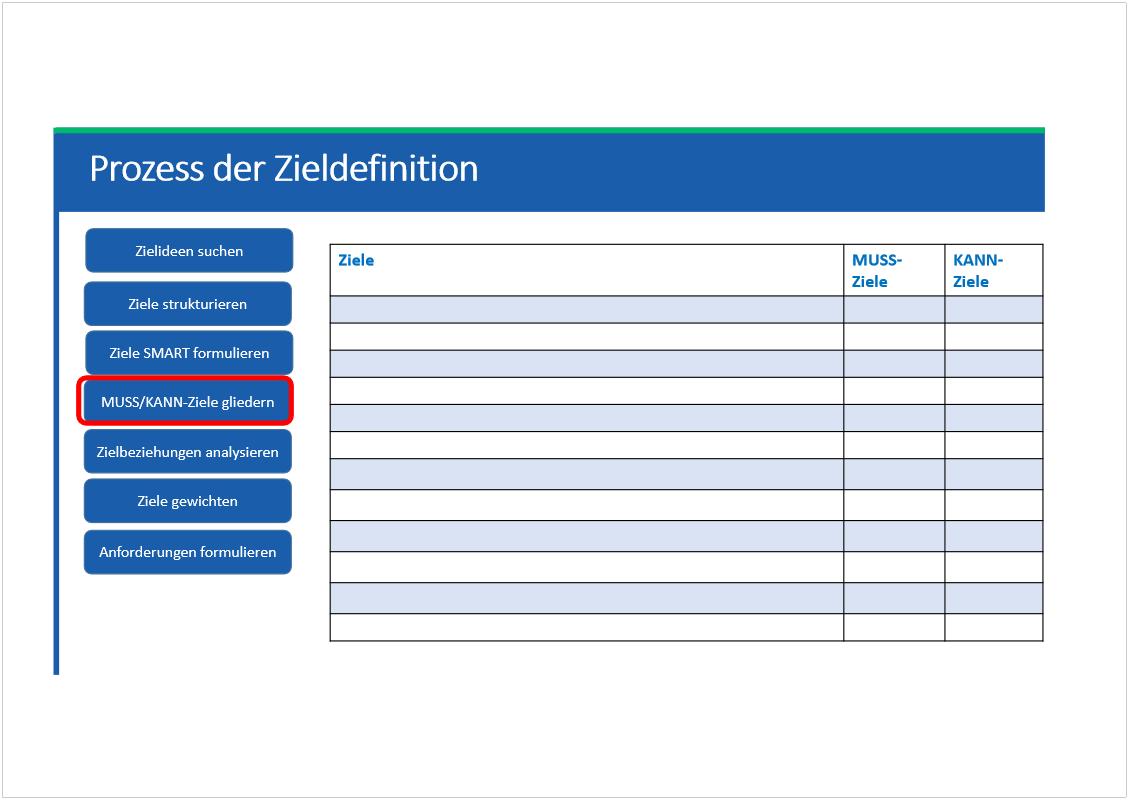 Prozess der Zieldefinition
Zielideen suchen
Ziele strukturieren
Ziele SMART formulieren
MUSS/KANN-Ziele gliedern
Zielbeziehungen analysieren
Ziele gewichten
Anforderungen formulieren
Ziele
MUSS-
Ziele
KANN-
Ziele